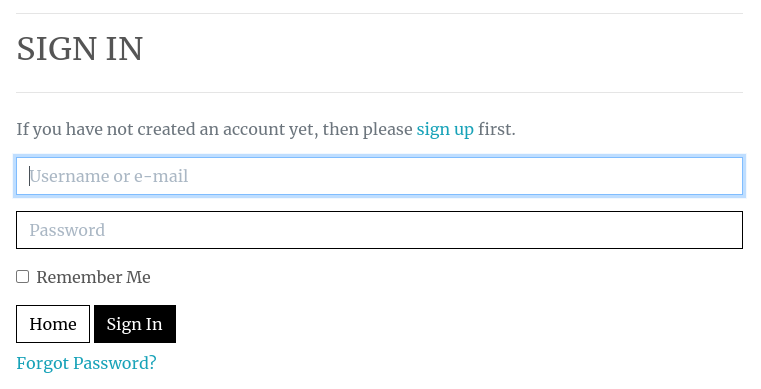 SIGN IN
If you have not created an account yet, then please sign up first.
Username or e-mail
Password
Remember Me
Home Sign In
Forgot Password?